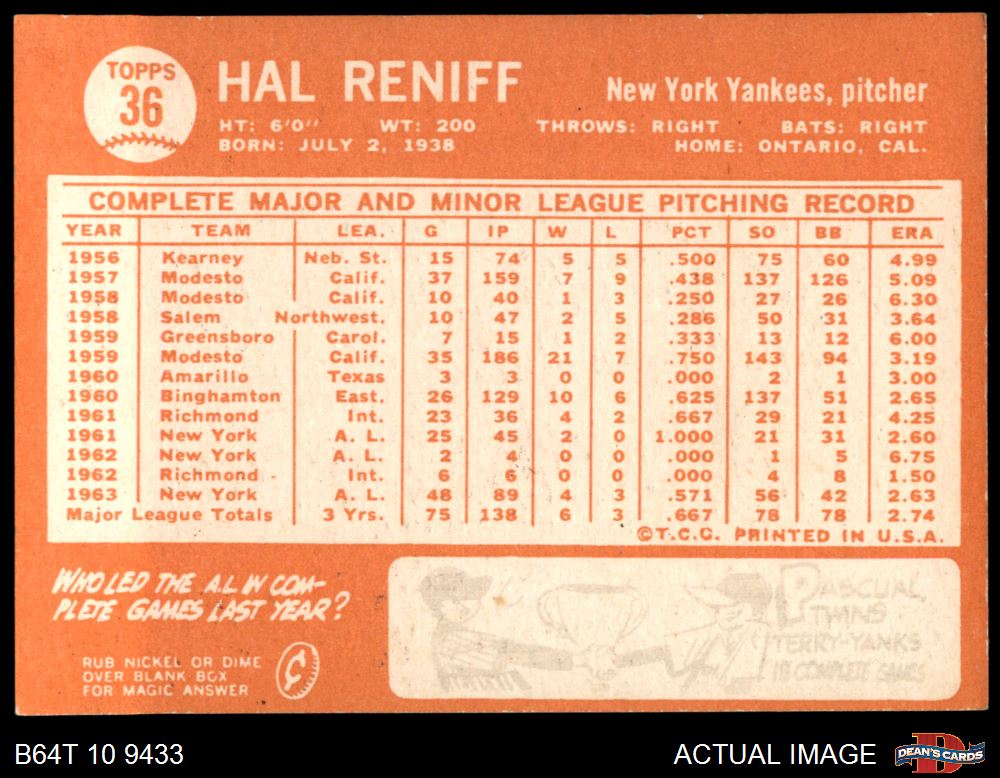 TOPPS
36
HAL RENIFF
New York Yankees, pitcher
HT: 6'0" WT: 200 THROWS: RIGHT BATS: RIGHT
BORN: JULY 2, 1938 HOME: ONTARIO, CAL.
COMPLETE MAJOR AND MINOR LEAGUE PITCHING RECORD
YEAR TEAM LEA. G IP W L PCT SO BB ERA
1956 Kearney Neb. St. 15 74 5 5 .500 75 60 4.99
1957 Modesto Calif. 37 159 7 9 .438 137 126 5.09
1958 Modesto Calif. 10 40 1 3 .250 27 26 6.30
1958 Salem Northwest. 10 47 2 5 .286 50 31 3.64
1959 Greensboro Carol. 7 15 1 2 .333 13 12 6.00
1959 Modesto Calif. 35 186 21 7 .750 143 94 3.19
1960 Amarillo Texas 3 3 0 0 .000 2 1 3.00
1960 Binghamton East. 26 129 10 6 .625 137 51 2.65
1961 Richmond Int. 23 36 4 2 .667 29 21 4.25
1961 New York A. L. 25 45 2 0 1.000 21 31 2.60
1962 New York A. L. 2 4 0 0 .000 1 5 6.75
1962 Richmond Int. 6 6 0 0 .000 4 8 1.50
1963 New York A. L. 48 89 4 3 .571 56 42 2.63
Major League Totals 3 Yrs. 75 138 6 3 .667 78 78 2.74
©T.C.G. PRINTED IN U.S.A.
WHO LED THE A.L IN COM-
PLETE GAMES LAST YEAR?
RUB NICKEL OR DIME
OVER BLANK BOX
FOR MAGIC ANSWER
¢
PASCUAL,
TWINS
TERRY-YANKS
18 COMPLETE GAMES
B64T 10 9433
ACTUAL IMAGE
D
DEAN'S CARDS